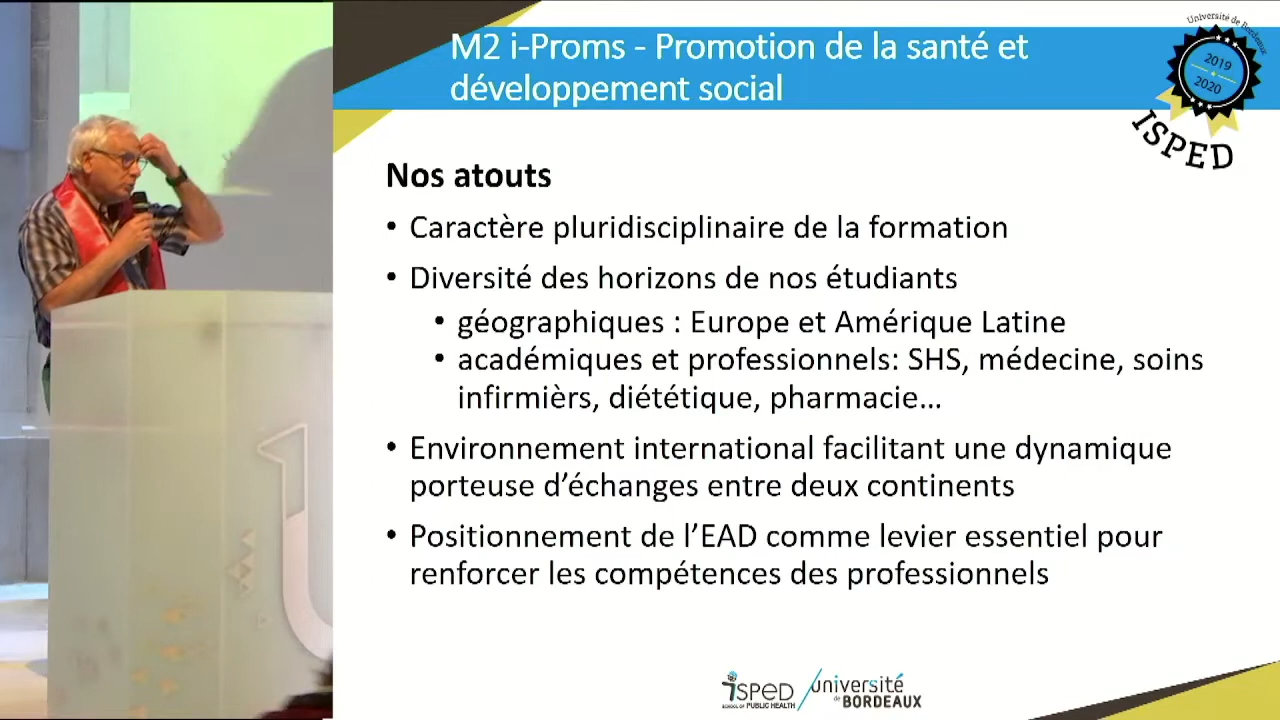 M2 i-Proms - Promotion de la santé et
développement social
Université de Bordeaux
2019
2020
ISPED
Nos atouts
• Caractère pluridisciplinaire de la formation
• Diversité des horizons de nos étudiants
• géographiques : Europe et Amérique Latine
• académiques et professionnels: SHS, médecine, soins
infirmièrs, diététique, pharmacie...
• Environnement international facilitant une dynamique
porteuse d’échanges entre deux continents
• Positionnement de l’EAD comme levier essentiel pour
renforcer les compétences des professionnels
isped
SCHOOL OF PUBLIC HEALTH
université
de BORDEAUX